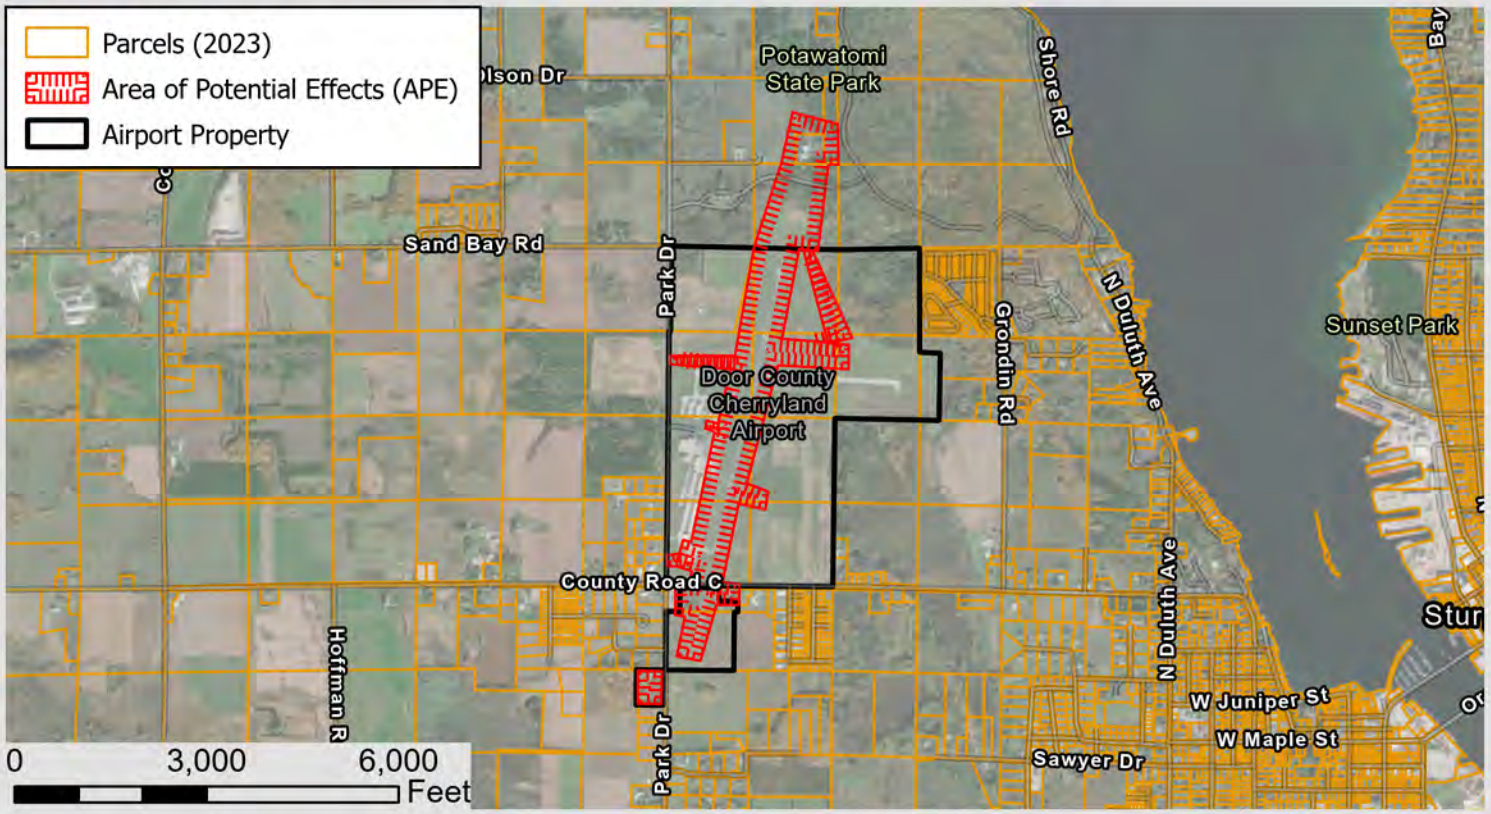 Parcels (2023)
Area of Potential Effects (APE)
Airport Property
olson Dr
Potawatomi
State Park
Shore Rd
Bay
Co
Sand Bay Rd
Park Dr
N Duluth Ave
Grondin Rd
Sunset Park
Door County
Cherryland
Airport
County Road C
N Duluth Ave
Hoffman R
Stur
W Juniper St
W Maple St
Sawyer Dr
Park Dr
0 3,000 6,000
Feet